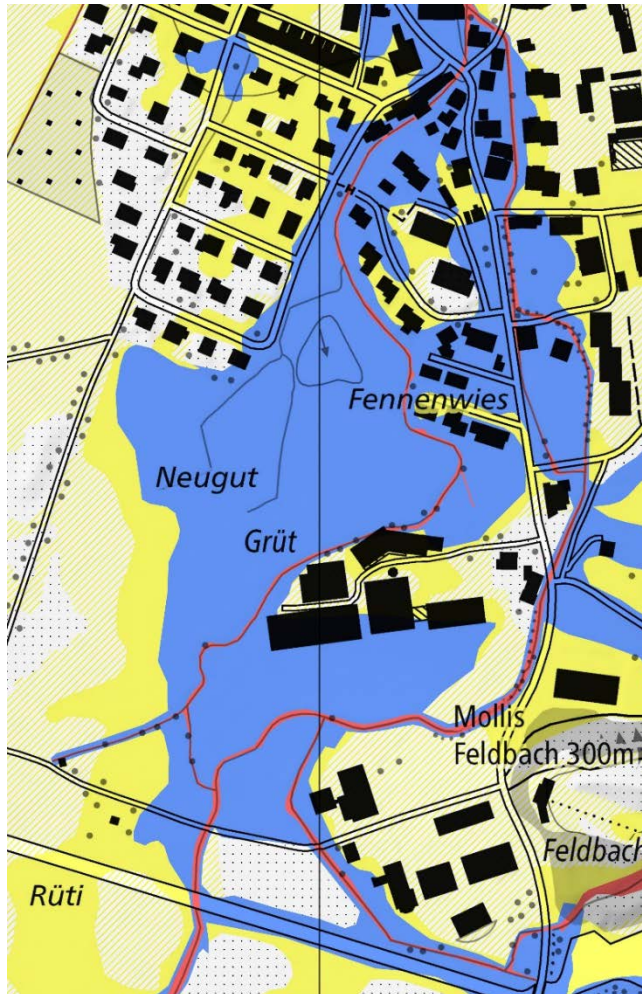 Fennenwies
Neugut
Grüt
Mollis
Feldbach 300m
Feldbach
Rüti